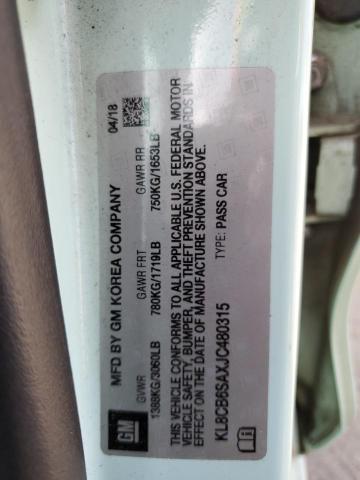 MFD BY GM KOREA COMPANY 04/18
GVWR GAWR FRT GAWR RR
1388KG/3060LB 780KG/1719LB 750KG/1653LB
THIS VEHICLE CONFORMS TO ALL APPLICABLE U.S. FEDERAL MOTOR
VEHICLE SAFETY, BUMPER, AND THEFT PREVENTION STANDARDS IN
EFFECT ON THE DATE OF MANUFACTURE SHOWN ABOVE.
TYPE: PASS CAR
KL8CB6SAXJC480315
GM